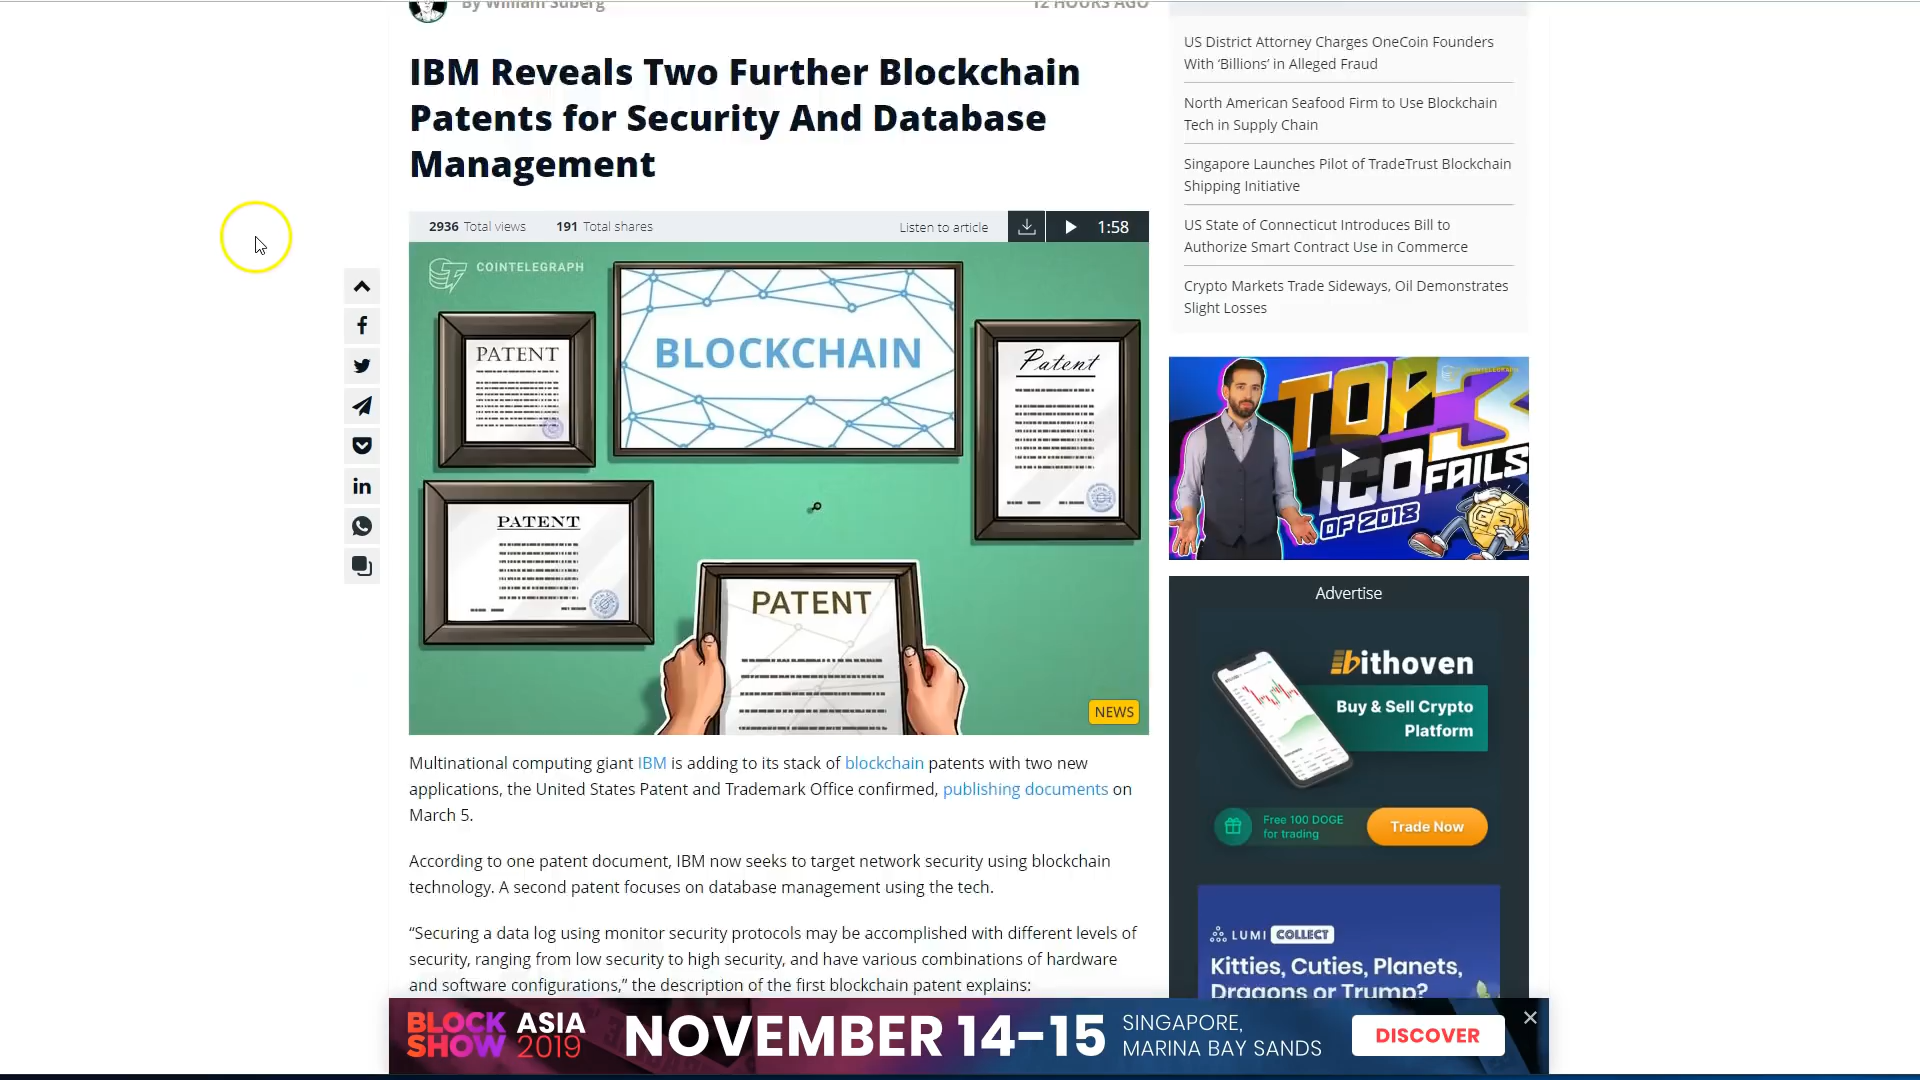 By William Suberg
12 HOURS AGO
IBM Reveals Two Further Blockchain
Patents for Security And Database
Management
2936 Total views
191 Total shares
Listen to article
1:58
COINTELEGRAPH
BLOCKCHAIN
PATENT
Patent
PATENT
PATENT
NEWS
Multinational computing giant IBM is adding to its stack of blockchain patents with two new
applications, the United States Patent and Trademark Office confirmed, publishing documents on
March 5.
According to one patent document, IBM now seeks to target network security using blockchain
technology. A second patent focuses on database management using the tech.
“Securing a data log using monitor security protocols may be accomplished with different levels of
security, ranging from low security to high security, and have various combinations of hardware
and software configurations,” the description of the first blockchain patent explains:
US District Attorney Charges OneCoin Founders
With ‘Billions’ in Alleged Fraud
North American Seafood Firm to Use Blockchain
Tech in Supply Chain
Singapore Launches Pilot of TradeTrust Blockchain
Shipping Initiative
US State of Connecticut Introduces Bill to
Authorize Smart Contract Use in Commerce
Crypto Markets Trade Sideways, Oil Demonstrates
Slight Losses
COINTELEGRAPH
TOP 3
ICO FAILS
OF 2018
Advertise
bithoven
Buy & Sell Crypto
Platform
Free 100 DOGE
for trading
Trade Now
LUMI COLLECT
Kitties, Cuties, Planets,
Dragons or Trump?
BLOCK
SHOW
ASIA
2019
NOVEMBER 14–15
SINGAPORE,
MARINA BAY SANDS
DISCOVER